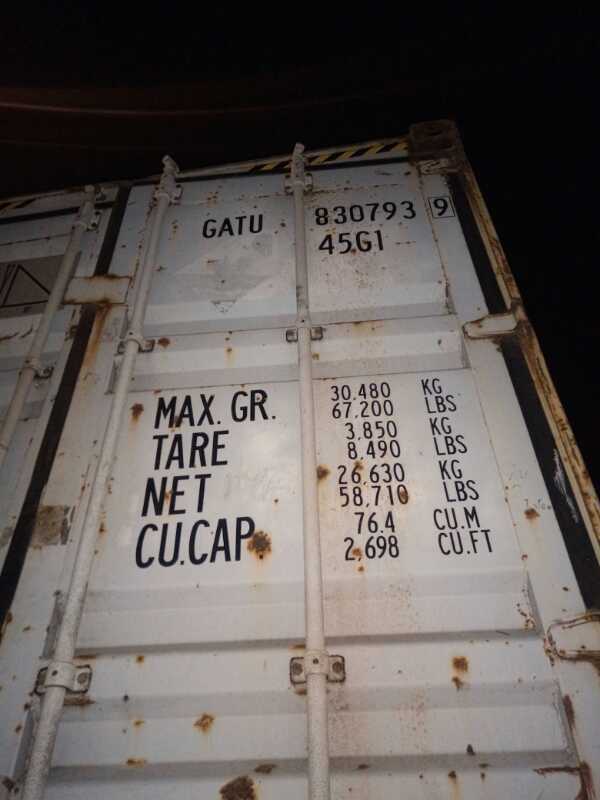 GATU 830793 9
45G1
MAX. GR. 30.480 KG
67.200 LBS
TARE 3.850 KG
8.490 LBS
NET 26.630 KG
58.710 LBS
CU.CAP. 76.4 CU.M
2,698 CU.FT